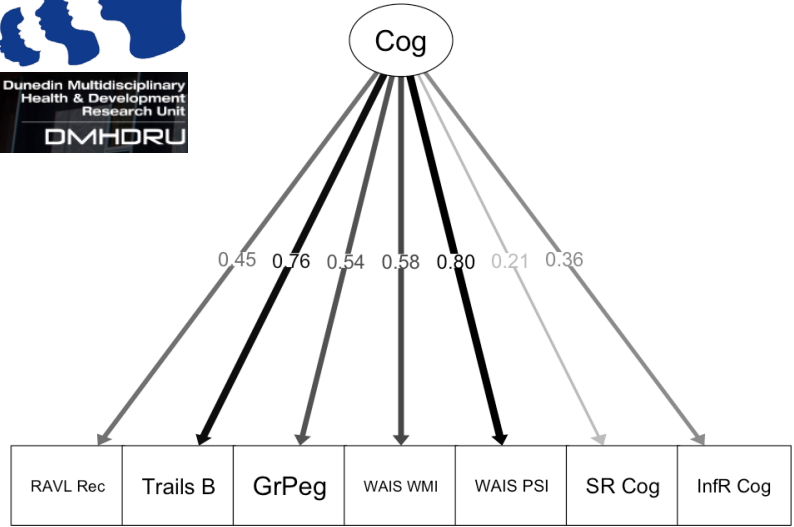 Cog
Dunedin Multidisciplinary
Health & Development
Research Unit
DMHDRU
0.45 0.76 0.54 0.58 0.80 0.21 0.36
RAVL Rec Trails B GrPeg WAIS WMI WAIS PSI SR Cog InfR Cog